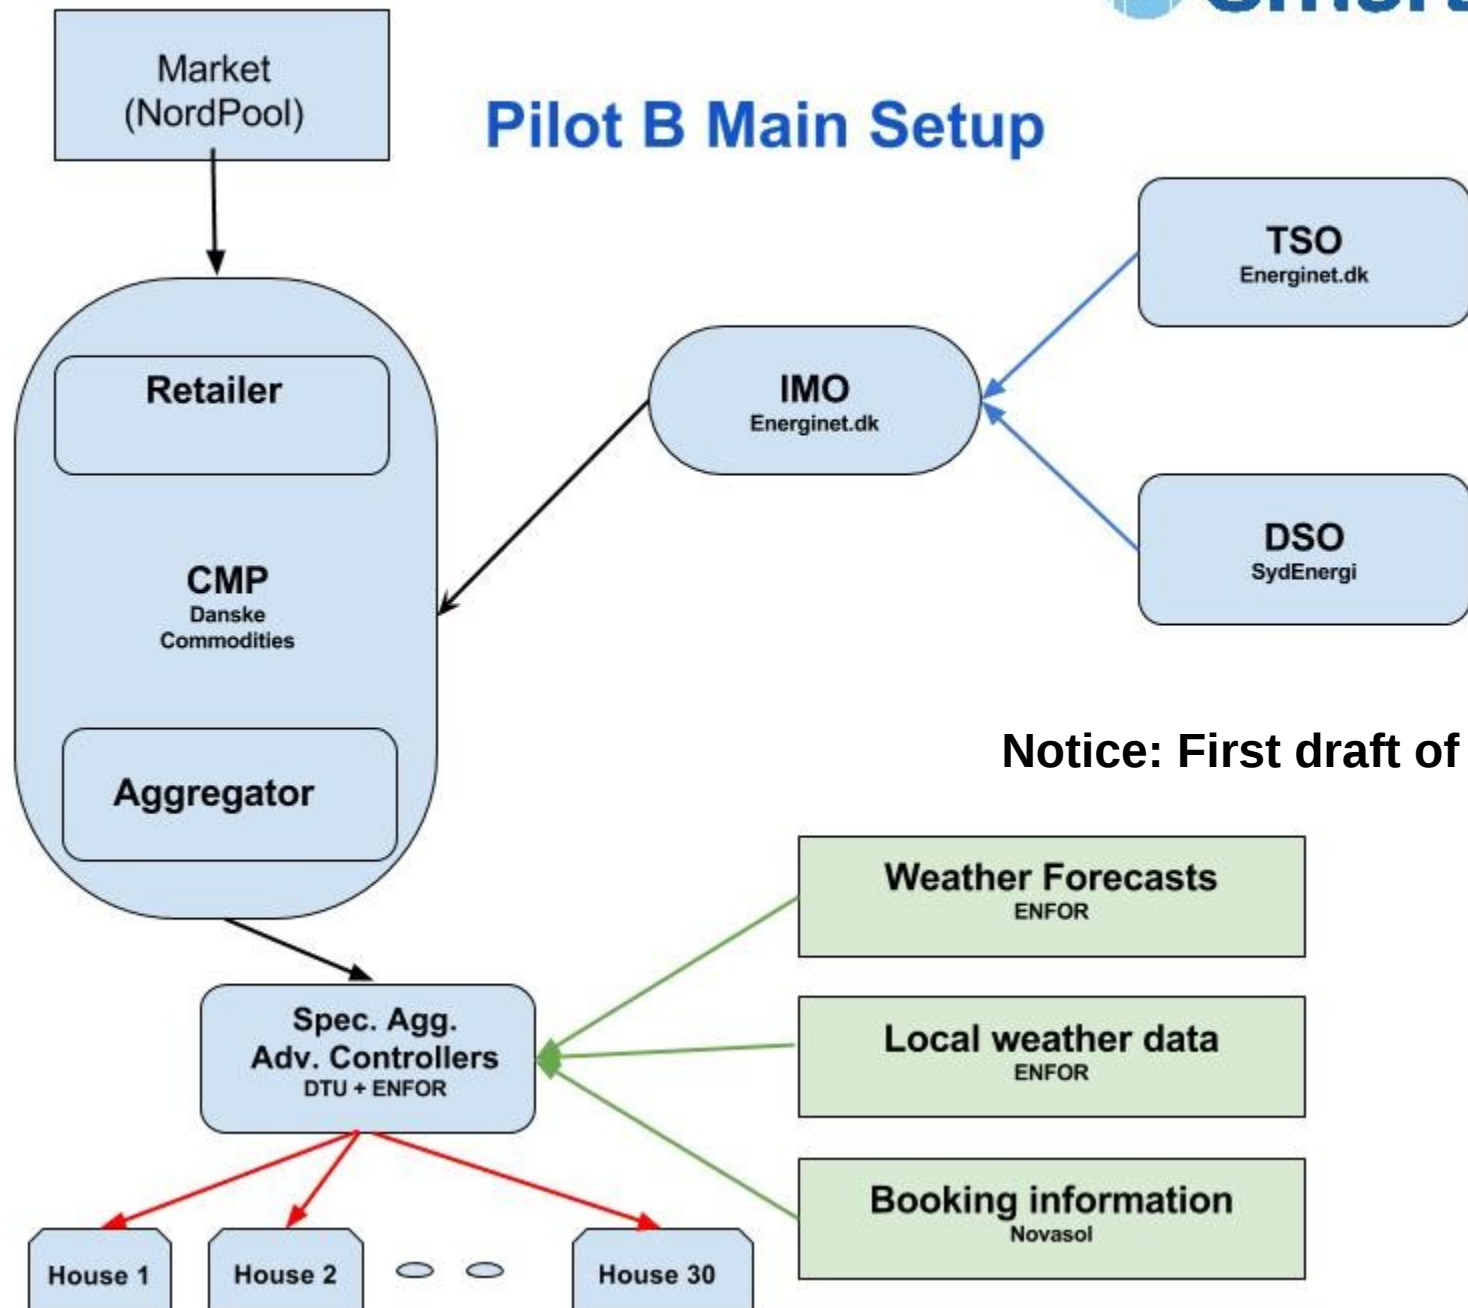 Market
(NordPool)
Pilot B Main Setup
TSO
Energinet.dk
Retailer
IMO
Energinet.dk
DSO
SydEnergi
CMP
Danske
Commodities
Notice: First draft of
Aggregator
Weather Forecasts
ENFOR
Spec. Agg.
Adv. Controllers
DTU + ENFOR
Local weather data
ENFOR
Booking information
Novasol
House 1
House 2
House 30